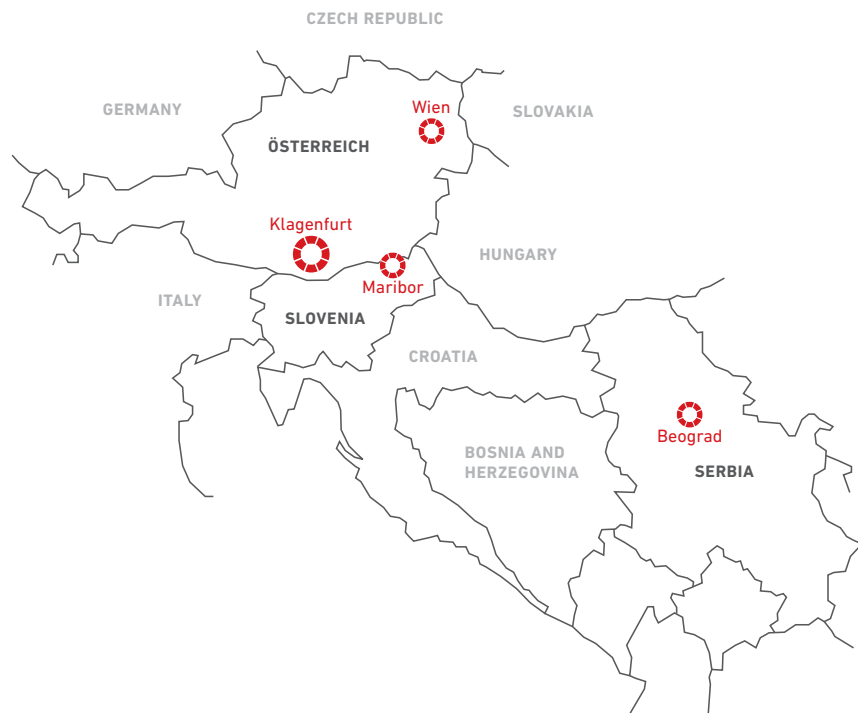 CZECH REPUBLIC
GERMANY
Wien
SLOVAKIA
ÖSTERREICH
Klagenfurt
HUNGARY
Maribor
ITALY
SLOVENIA
CROATIA
Beograd
BOSNIA AND
HERZEGOVINA
SERBIA